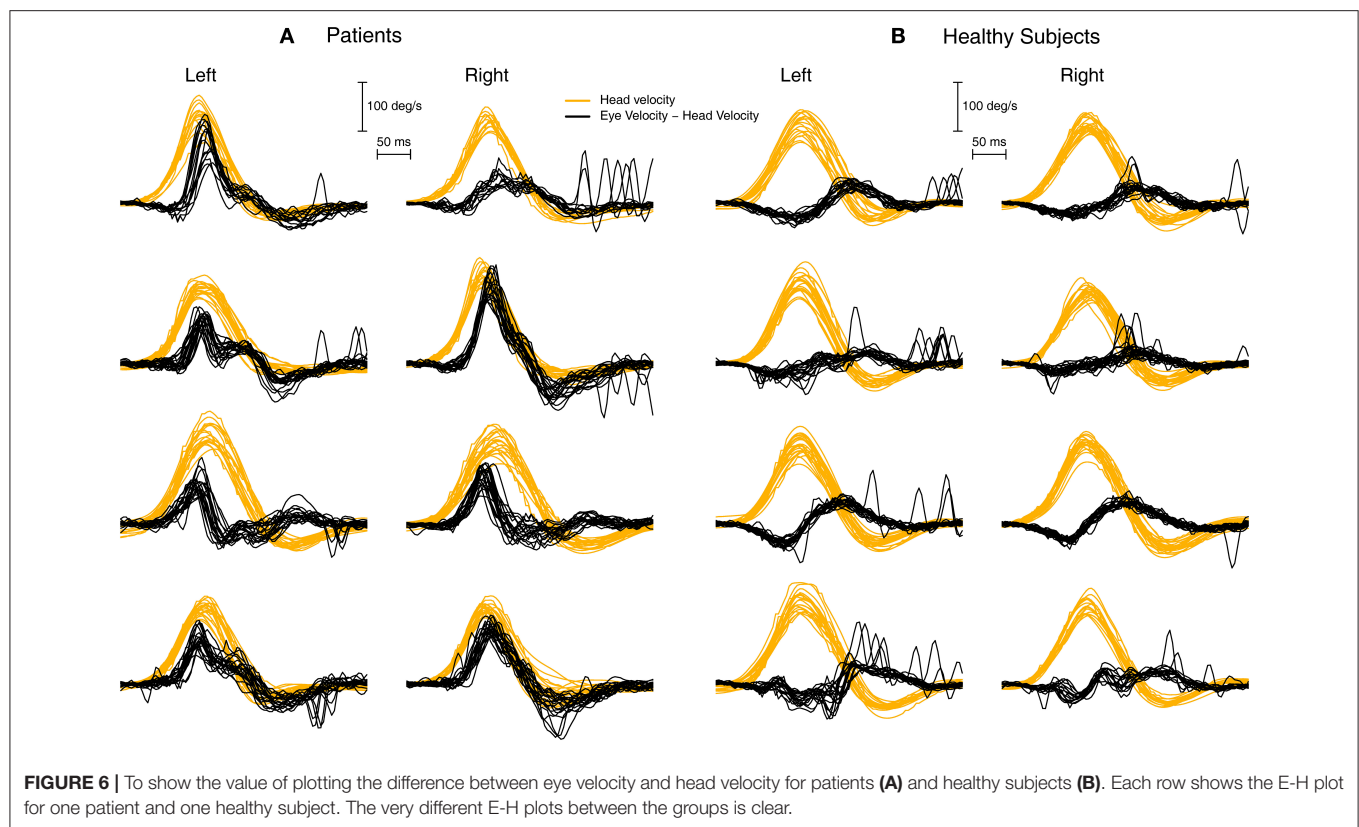 A Patients
B Healthy Subjects
Left
Right
Left
Right
100 deg/s
50 ms
Head velocity
Eye Velocity − Head Velocity
100 deg/s
50 ms
FIGURE 6 | To show the value of plotting the difference between eye velocity and head velocity for patients (A) and healthy subjects (B). Each row shows the E-H plot
for one patient and one healthy subject. The very different E-H plots between the groups is clear.